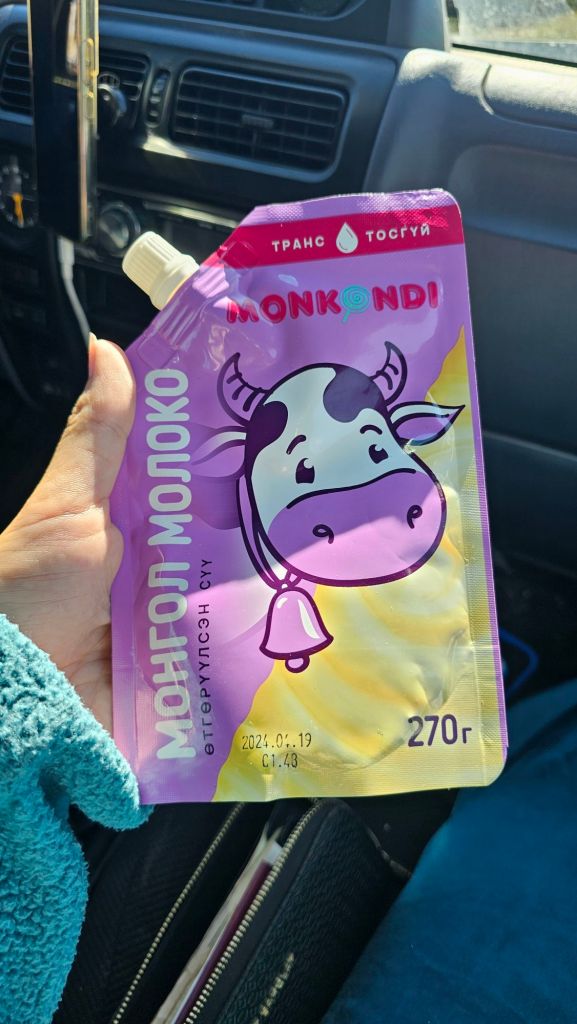 ТРАНС ТОСГҮЙ
MONKONDI
МОНГОЛ МОЛОКО
ӨТГӨРҮҮЛСЭН СҮҮ
270г